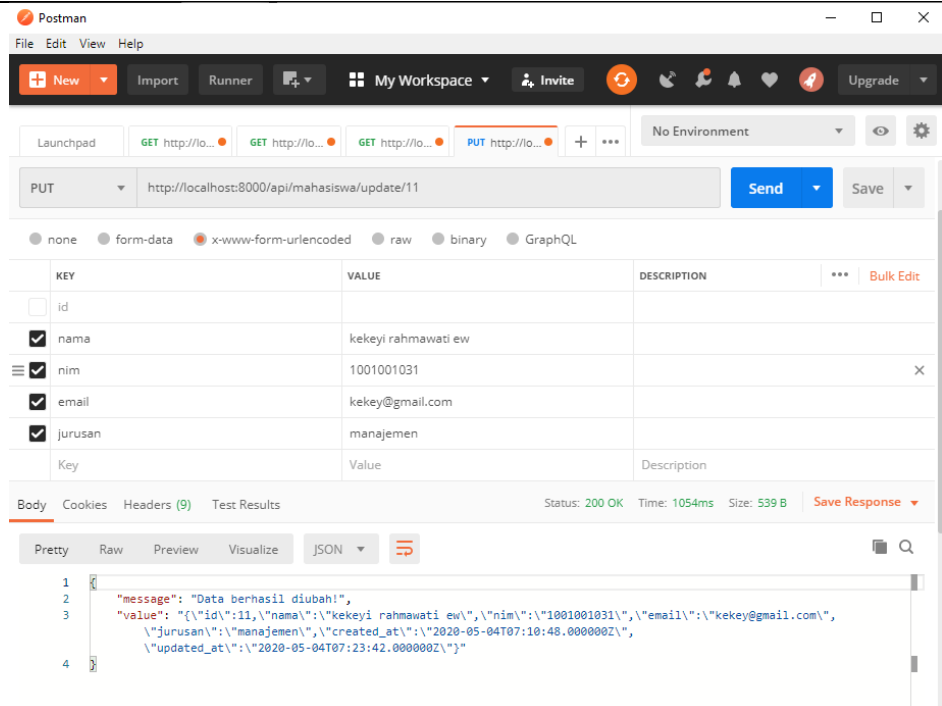 Postman
File Edit View Help
New Import Runner My Workspace Invite Upgrade
Launchpad GET http://lo... GET http://lo... GET http://lo... PUT http://lo... No Environment
PUT http://localhost:8000/api/mahasiswa/update/11 Send Save
none form-data x-www-form-urlencoded raw binary GraphQL
KEY VALUE DESCRIPTION Bulk Edit
id
nama kekeyi rahmawati ew
nim 1001001031
email kekey@gmail.com
jurusan manajemen
Key Value Description
Body Cookies Headers (9) Test Results Status: 200 OK Time: 1054ms Size: 539 B Save Response
Pretty Raw Preview Visualize JSON
1 {
2 "message": "Data berhasil diubah!",
3 "value": "{\"id\":11,\"nama\":\"kekeyi rahmawati ew\",\"nim\":\"1001001031\",\"email\":\"kekey@gmail.com\",
\"jurusan\":\"manajemen\",\"created_at\":\"2020-05-04T07:10:48.000000Z\",
\"updated_at\":\"2020-05-04T07:23:42.000000Z\"}"
4 }